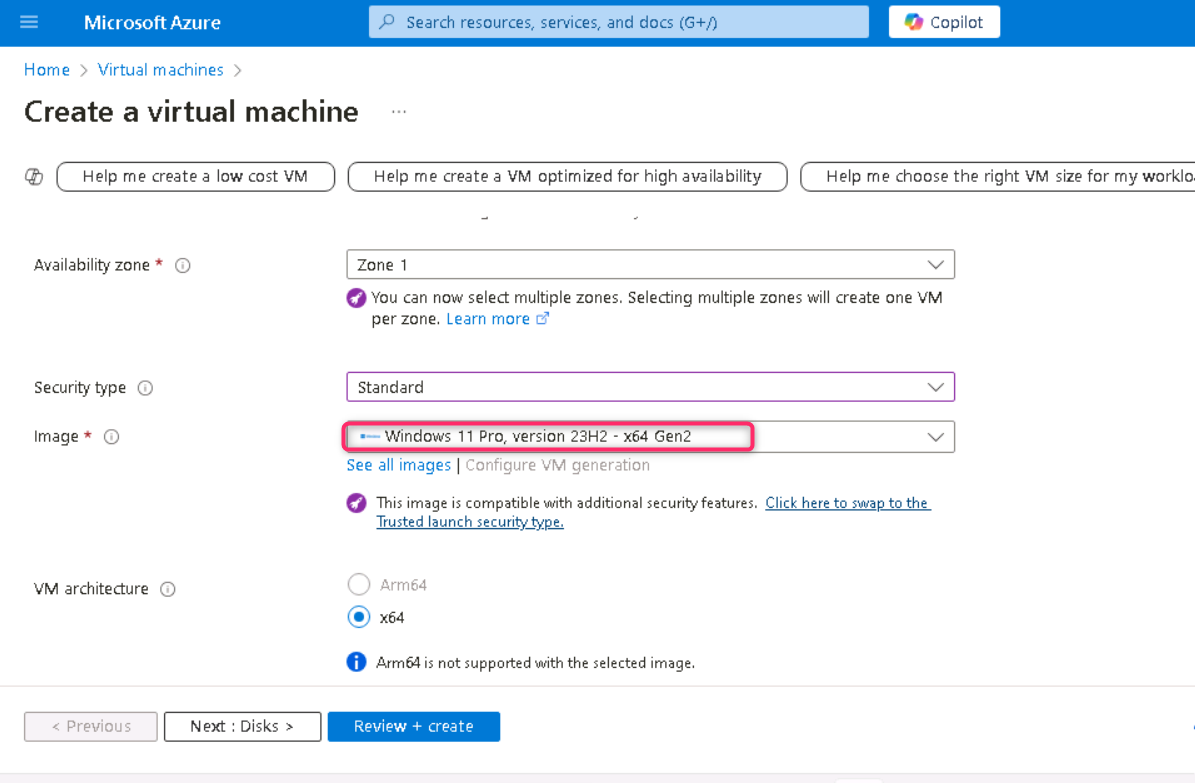 Microsoft Azure
Search resources, services, and docs (G+/)
Copilot
Home > Virtual machines >
Create a virtual machine ...
Help me create a low cost VM
Help me create a VM optimized for high availability
Help me choose the right VM size for my worklo
Availability zone *
Zone 1
You can now select multiple zones. Selecting multiple zones will create one VM
per zone. Learn more
Security type
Standard
Image *
Windows 11 Pro, version 23H2 - x64 Gen2
See all images | Configure VM generation
This image is compatible with additional security features. Click here to swap to the
Trusted launch security type.
VM architecture
Arm64
x64
Arm64 is not supported with the selected image.
< Previous
Next : Disks >
Review + create